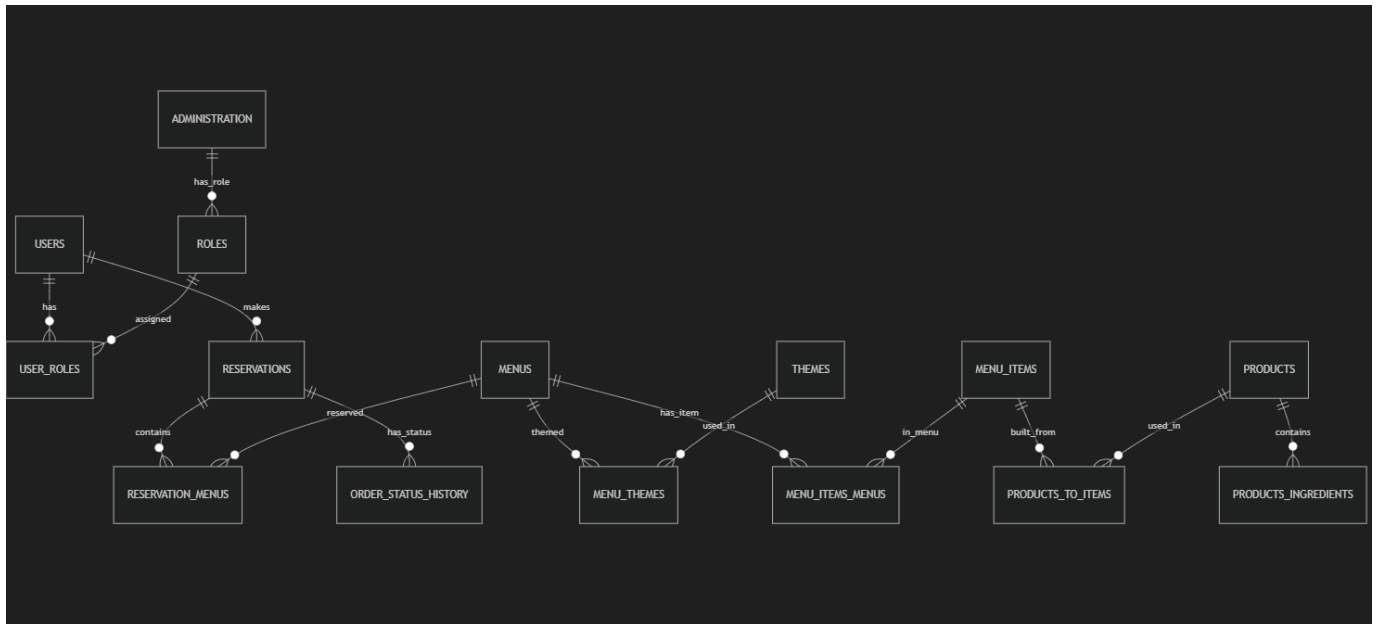 ADMINISTRATION
has_role
USERS
ROLES
has
assigned
makes
USER_ROLES
RESERVATIONS
MENUS
THEMES
MENU_ITEMS
PRODUCTS
contains
reserved
has_status
themed
has_item
used_in
in_menu
built_from
used_in
contains
RESERVATION_MENUS
ORDER_STATUS_HISTORY
MENU_THEMES
MENU_ITEMS_MENUS
PRODUCTS_TO_ITEMS
PRODUCTS_INGREDIENTS